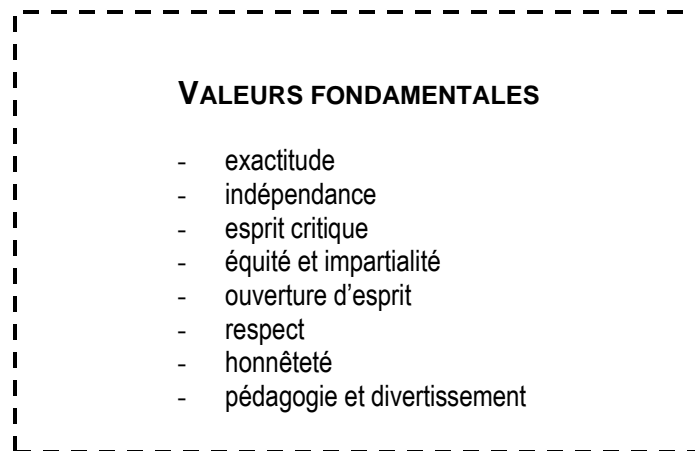 VALEURS FONDAMENTALES
- exactitude
- indépendance
- esprit critique
- équité et impartialité
- ouverture d’esprit
- respect
- honnêteté
- pédagogie et divertissement